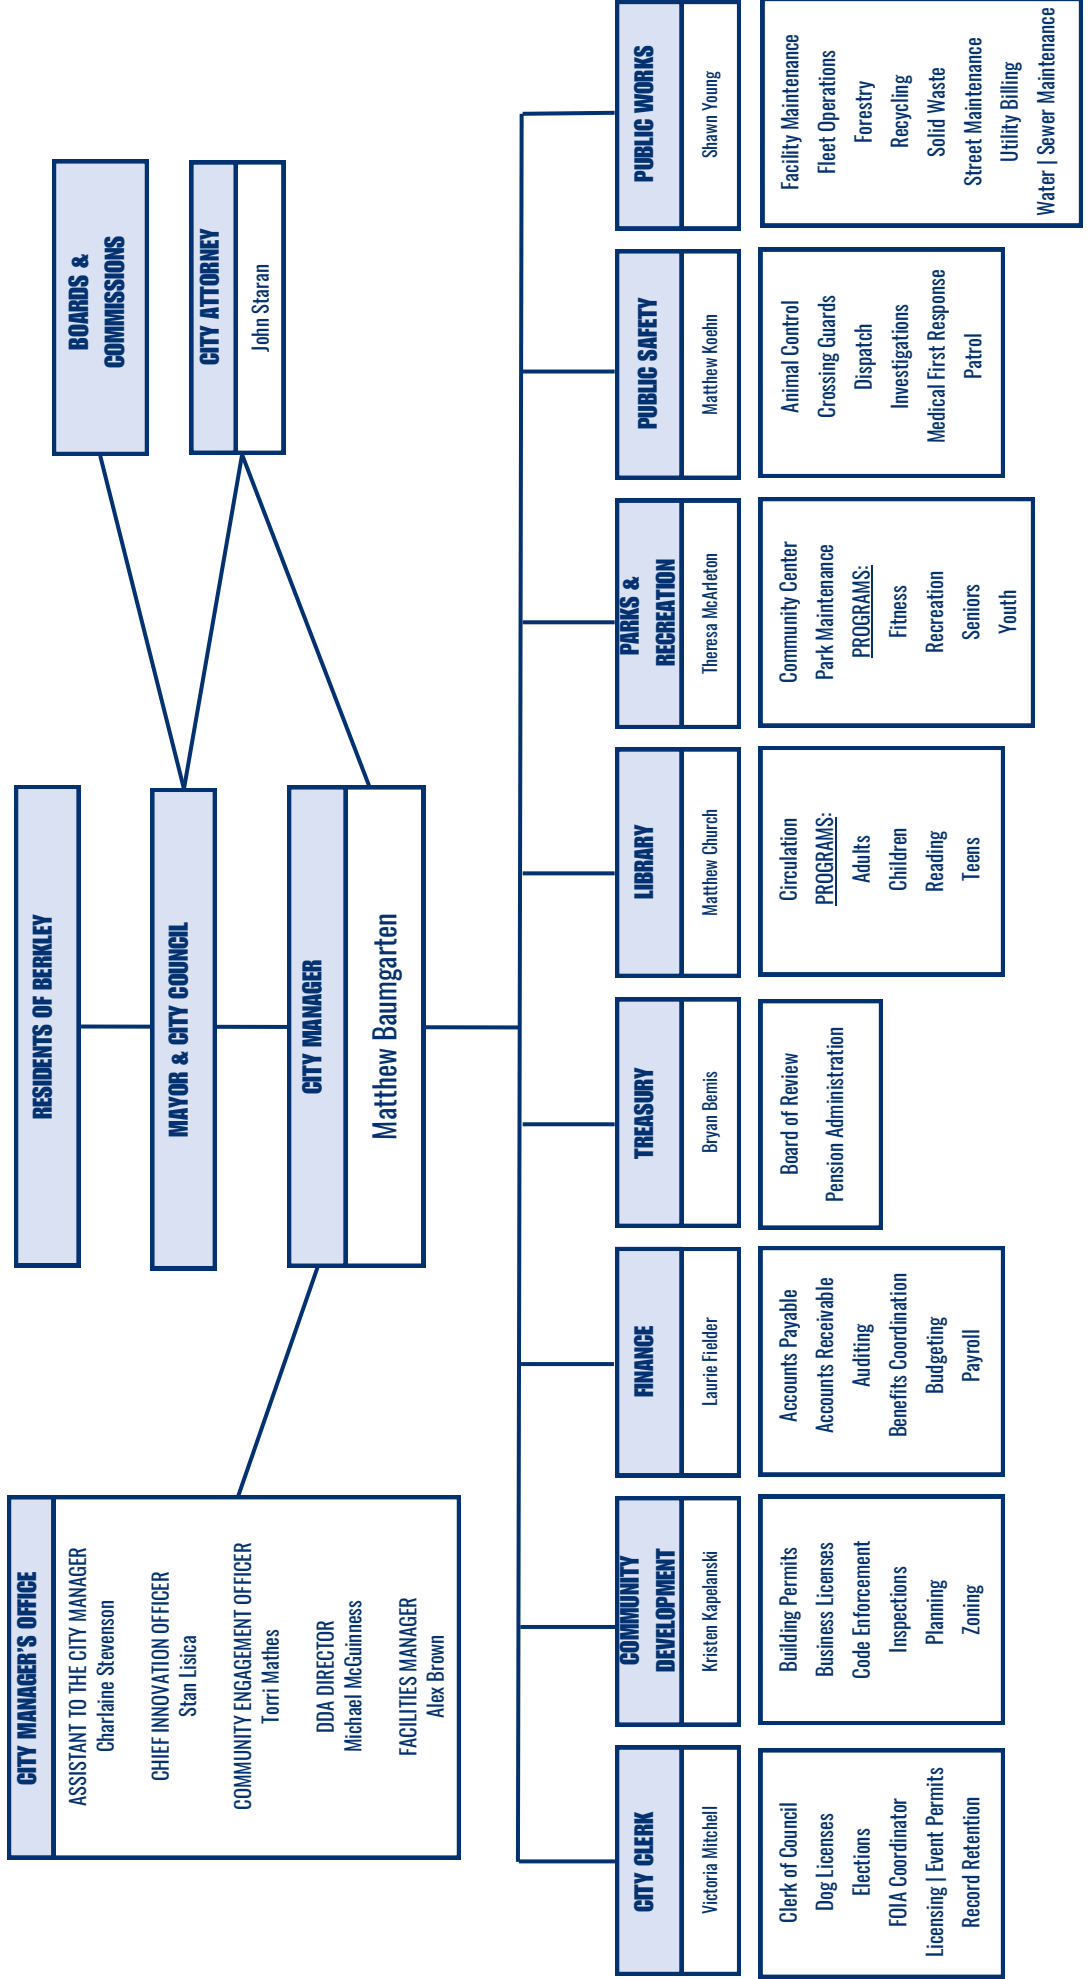 RESIDENTS OF BERKLEY
MAYOR & CITY COUNCIL
BOARDS &
COMMISSIONS
CITY ATTORNEY
John Staran
CITY MANAGER
Matthew Baumgarten
CITY MANAGER'S OFFICE
ASSISTANT TO THE CITY MANAGER
Charlaine Stevenson
CHIEF INNOVATION OFFICER
Stan Lisica
COMMUNITY ENGAGEMENT OFFICER
Torri Mathes
DDA DIRECTOR
Michael McGuinness
FACILITIES MANAGER
Alex Brown
CITY CLERK
Victoria Mitchell
Clerk of Council
Dog Licenses
Elections
FOIA Coordinator
Licensing | Event Permits
Record Retention
COMMUNITY
DEVELOPMENT
Kristen Kapelanski
Building Permits
Business Licenses
Code Enforcement
Inspections
Planning
Zoning
FINANCE
Laurie Fielder
Accounts Payable
Accounts Receivable
Auditing
Benefits Coordination
Budgeting
Payroll
TREASURY
Bryan Bemis
Board of Review
Pension Administration
LIBRARY
Matthew Church
Circulation
PROGRAMS:
Adults
Children
Reading
Teens
PARKS &
RECREATION
Theresa McArleton
Community Center
Park Maintenance
PROGRAMS:
Fitness
Recreation
Seniors
Youth
PUBLIC SAFETY
Matthew Koehn
Animal Control
Crossing Guards
Dispatch
Investigations
Medical First Response
Patrol
PUBLIC WORKS
Shawn Young
Facility Maintenance
Fleet Operations
Forestry
Recycling
Solid Waste
Street Maintenance
Utility Billing
Water | Sewer Maintenance